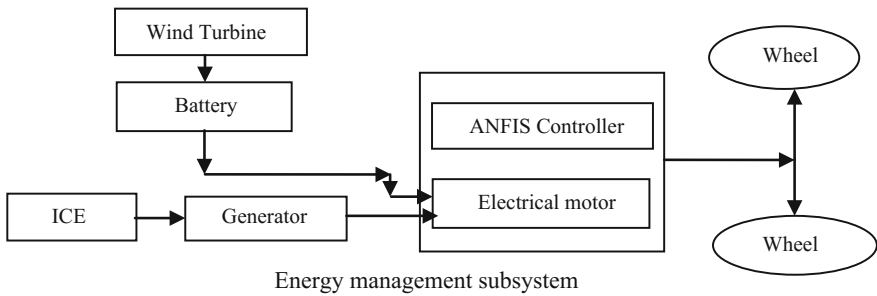 Wind Turbine
Wheel
Battery
ANFIS Controller
ICE
Generator
Electrical motor
Wheel
Energy management subsystem